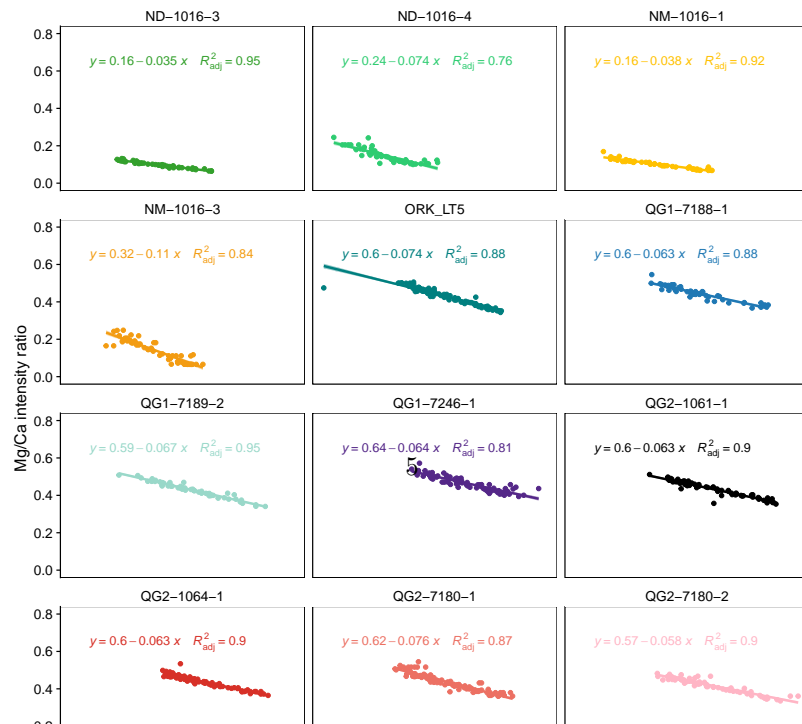 ND−1016−3 ND−1016−4 NM−1016−1
0.8
0.6
0.4
0.2
0.0
y = 0.16 − 0.035 x R²adj = 0.95
y = 0.24 − 0.074 x R²adj = 0.76
y = 0.16 − 0.038 x R²adj = 0.92
NM−1016−3 ORK_LT5 QG1−7188−1
0.8
0.6
0.4
0.2
0.0
y = 0.32 − 0.11 x R²adj = 0.84
y = 0.6 − 0.074 x R²adj = 0.88
y = 0.6 − 0.063 x R²adj = 0.88
Mg/Ca intensity ratio
QG1−7189−2 QG1−7246−1 QG2−1061−1
0.8
0.6
0.4
0.2
0.0
y = 0.59 − 0.067 x R²adj = 0.95
y = 0.64 − 0.064 x R²adj = 0.81
y = 0.6 − 0.063 x R²adj = 0.9
5
QG2−1064−1 QG2−7180−1 QG2−7180−2
0.8
0.6
0.4
y = 0.6 − 0.063 x R²adj = 0.9
y = 0.62 − 0.076 x R²adj = 0.87
y = 0.57 − 0.058 x R²adj = 0.9